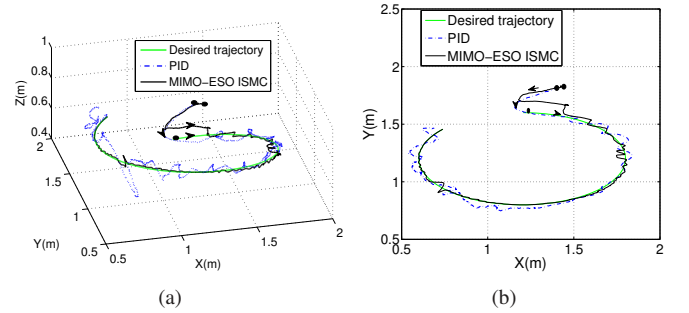 1
0.8
0.6
0.4
Z(m)
2
1.5
1
0.5
Y(m)
0.5
1
1.5
2
X(m)
Desired trajectory
PID
MIMO-ESO ISMC
(a)
2.5
2
1.5
1
0.5
Y(m)
1
1.5
2
X(m)
Desired trajectory
PID
MIMO-ESO ISMC
(b)